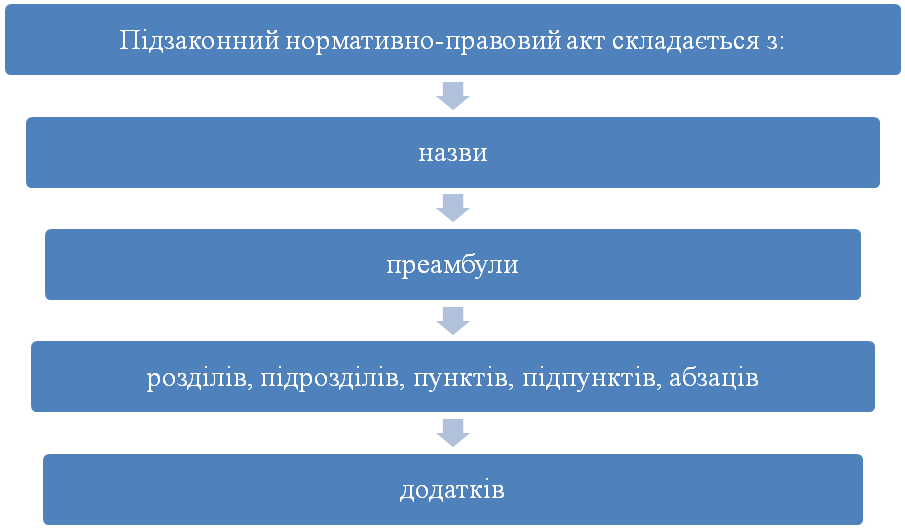 Підзаконний нормативно-правовий акт складається з:
назви
преамбули
розділів, підрозділів, пунктів, підпунктів, абзаців
додатків